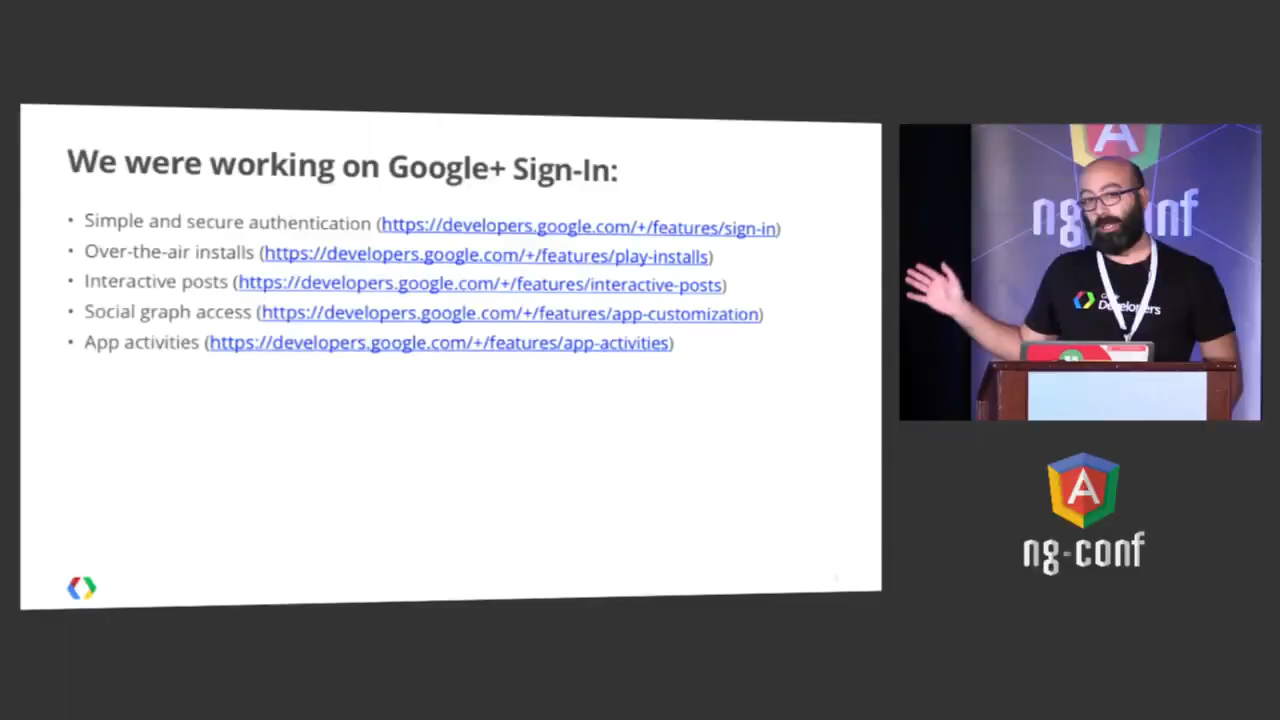 We were working on Google+ Sign-In:
• Simple and secure authentication (https://developers.google.com/+/features/sign-in)
• Over-the-air installs (https://developers.google.com/+/features/play-installs)
• Interactive posts (https://developers.google.com/+/features/interactive-posts)
• Social graph access (https://developers.google.com/+/features/app-customization)
• App activities (https://developers.google.com/+/features/app-activities)
A
ng-conf
Developers
A
ng-conf